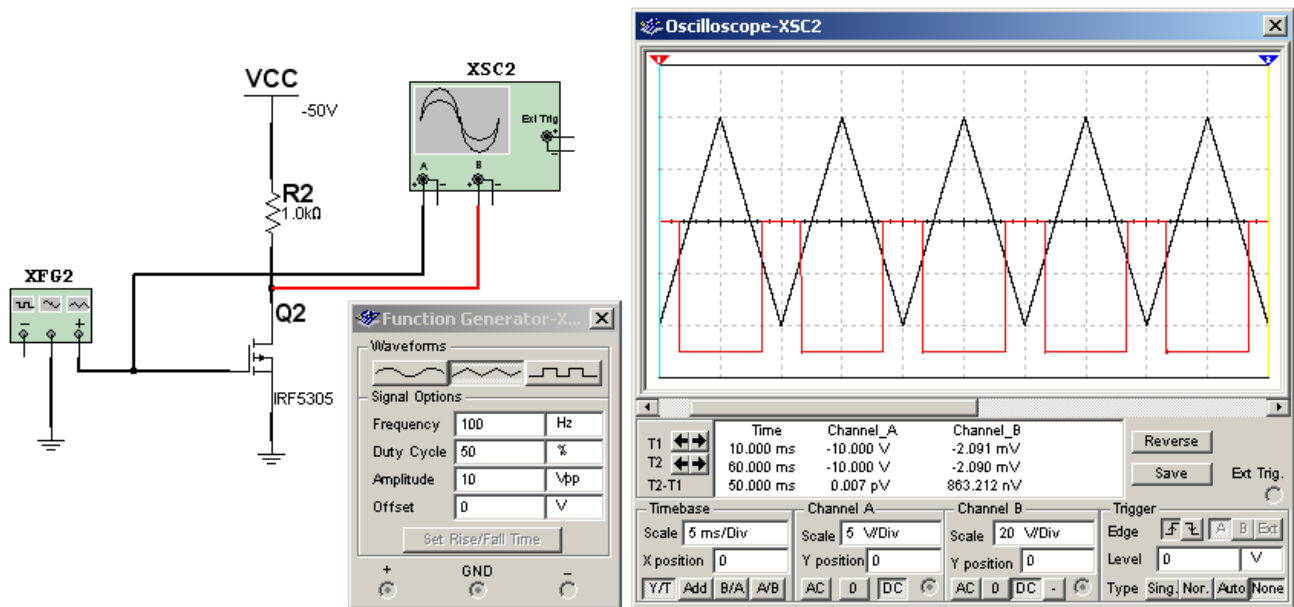 VCC
-50V
XSC2
Ext Trig
+
-
A
B
+ - + -
R2
1.0kΩ
XFG2
- +
Q2
IRF5305
Function Generator-X...
Waveforms
Signal Options
Frequency 100 Hz
Duty Cycle 50 %
Amplitude 10 Vpp
Offset 0 V
Set Rise/Fall Time
+ GND -
Oscilloscope-XSC2
1 2
Time Channel_A Channel_B
T1 10.000 ms -10.000 V -2.091 mV
T2 60.000 ms -10.000 V -2.090 mV
T2-T1 50.000 ms 0.007 pV 863.212 nV
Reverse
Save
Ext Trig.
Timebase
Scale 5 ms/Div
X position 0
Y/T Add B/A A/B
Channel A
Scale 5 V/Div
Y position 0
AC 0 DC
Channel B
Scale 20 V/Div
Y position 0
AC 0 DC -
Trigger
Edge A B Ext
Level 0 V
Type Sing. Nor. Auto None